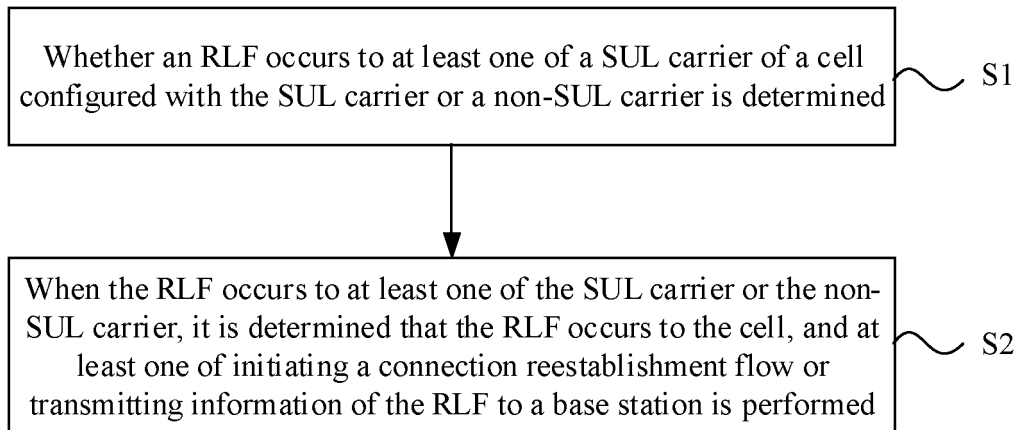 Whether an RLF occurs to at least one of a SUL carrier of a cell
configured with the SUL carrier or a non-SUL carrier is determined
S1
When the RLF occurs to at least one of the SUL carrier or the non-
SUL carrier, it is determined that the RLF occurs to the cell, and at
least one of initiating a connection reestablishment flow or
transmitting information of the RLF to a base station is performed
S2